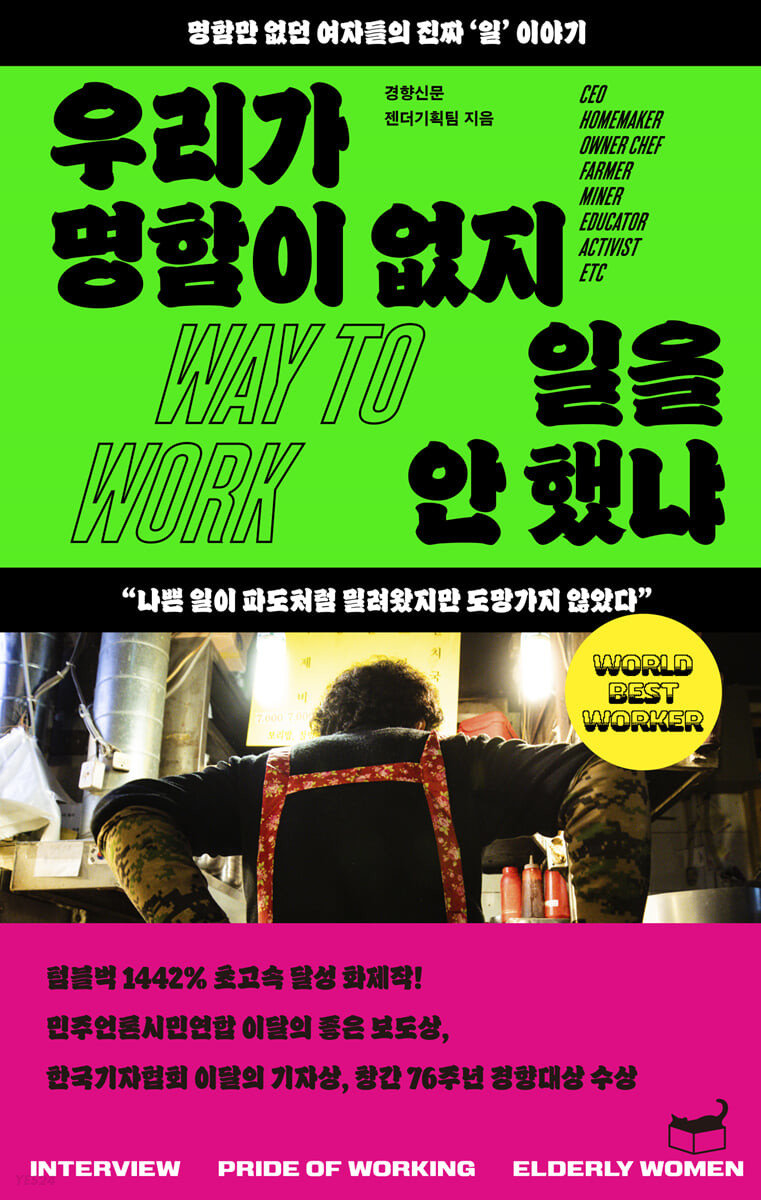 명함만 없던 여자들의 진짜 ‘일’ 이야기
우리가
명함이 없지
일을
안 했냐
경향신문
젠더기획팀 지음
CEO
HOMEMAKER
OWNER CHEF
FARMER
MINER
EDUCATOR
ACTIVIST
ETC
WAY TO
WORK
“나쁜 일이 파도처럼 밀려왔지만 도망가지 않았다”
WORLD
BEST
WORKER
7,000 7,000
텀블벅 1442% 초고속 달성 화제작!
민주언론시민연합 이달의 좋은 보도상,
한국기자협회 이달의 기자상, 창간 76주년 경향대상 수상
INTERVIEW PRIDE OF WORKING ELDERLY WOMEN
YES24